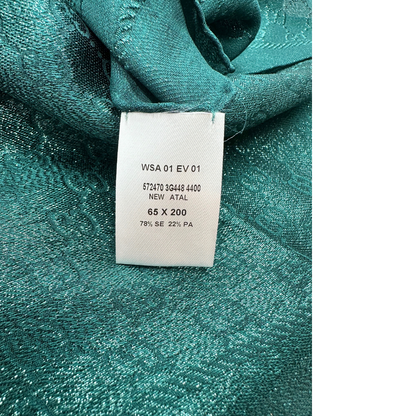 WSA 01 EV 01
572470 3G448 4400
NEW ATAL
65 X 200
78% SE 22% PA